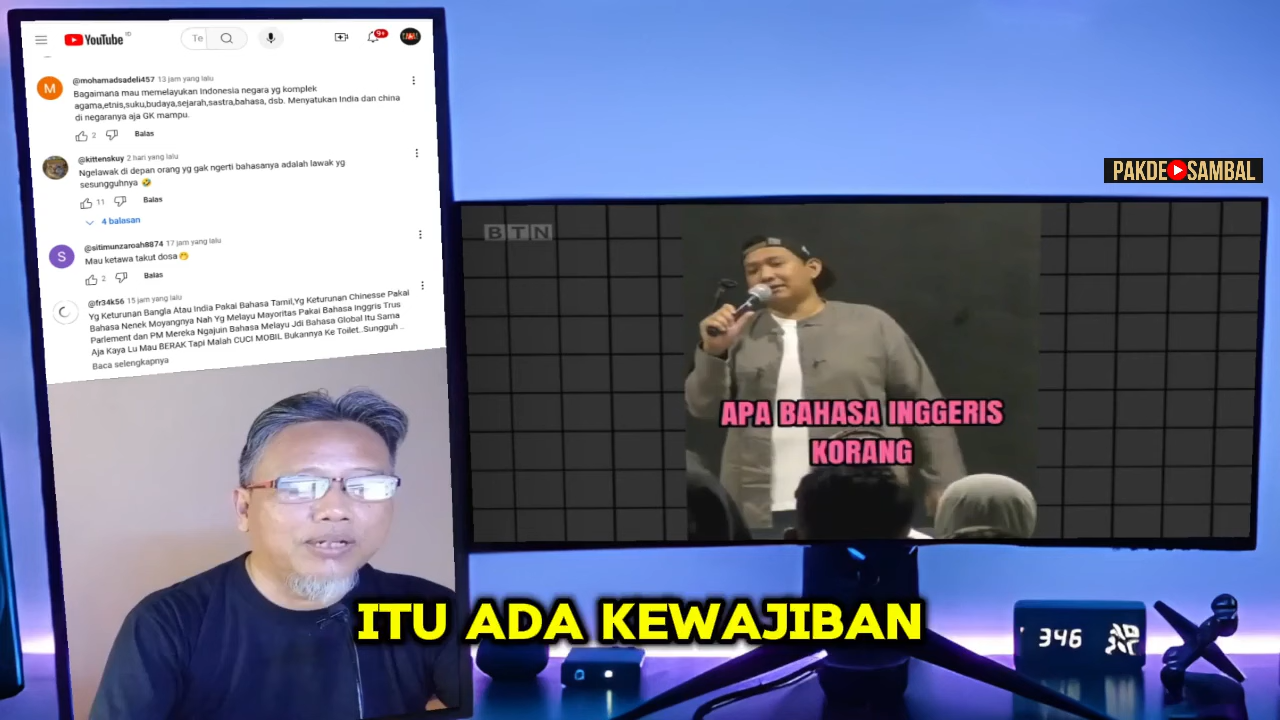 YouTube ID
Te
9+
@mohamadsadeli457 13 jam yang lalu
Bagaimana mau memelayukan Indonesia negara yg komplek
agama,etnis,suku,budaya,sejarah,sastra,bahasa, dsb. Menyatukan India dan china
di negaranya aja GK mampu.
2 Balas
M
@kittenskuy 2 hari yang lalu
Ngelawak di depan orang yg gak ngerti bahasanya adalah lawak yg
sesungguhnya 🤣
11 Balas
4 balasan
S
@sitimunzaroah8874 17 jam yang lalu
Mau ketawa takut dosa🤭
2 Balas
@fr34k56 15 jam yang lalu
Yg Keturunan Bangla Atau India Pakai Bahasa Tamil,Yg Keturunan Chinesse Pakai
Bahasa Nenek Moyangnya Nah Yg Melayu Mayoritas Pakai Bahasa Inggris Trus
Parlement dan PM Mereka Ngajuin Bahasa Melayu Jdi Bahasa Global Itu Sama
Aja Kaya Lu Mau BERAK Tapi Malah CUCI MOBIL Bukannya Ke Toilet..Sungguh ..
Baca selengkapnya
PAKDE SAMBAL
BTN
APA BAHASA INGGERIS
KORANG
ITU ADA KEWAJIBAN
346